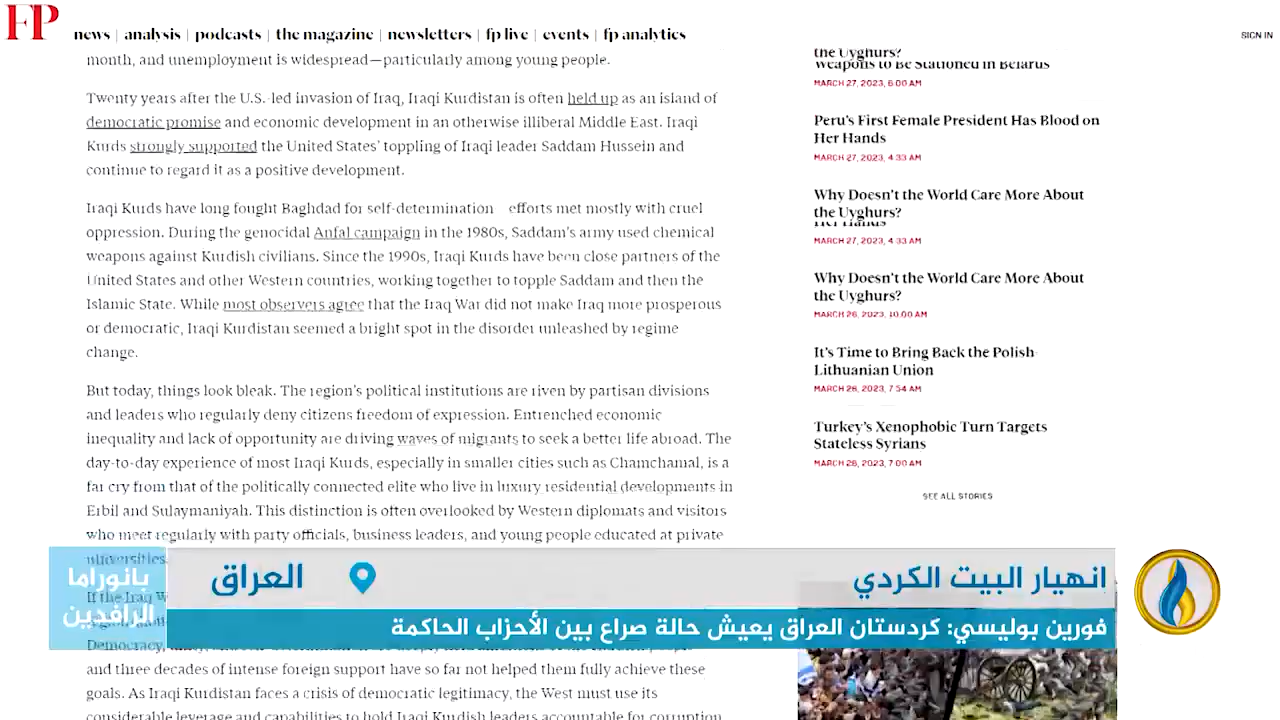 FP
news | analysis | podcasts | the magazine | newsletters | fp live | events | fp analytics
SIGN IN
month, and unemployment is widespread—particularly among young people.
Twenty years after the U.S.-led invasion of Iraq, Iraqi Kurdistan is often held up as an island of
democratic promise and economic development in an otherwise illiberal Middle East. Iraqi
Kurds strongly supported the United States’ toppling of Iraqi leader Saddam Hussein and
continue to regard it as a positive development.
Iraqi Kurds have long fought Baghdad for self-determination—efforts met mostly with cruel
oppression. During the genocidal Anfal campaign in the 1980s, Saddam’s army used chemical
weapons against Kurdish civilians. Since the 1990s, Iraqi Kurds have been close partners of the
United States and other Western countries, working together to topple Saddam and then the
Islamic State. While most observers agree that the Iraq War did not make Iraq more prosperous
or democratic, Iraqi Kurdistan seemed a bright spot in the disorder unleashed by regime
change.
But today, things look bleak. The region’s political institutions are riven by partisan divisions
and leaders who regularly deny citizens freedom of expression. Entrenched economic
inequality and lack of opportunity are driving waves of migrants to seek a better life abroad. The
day-to-day experience of most Iraqi Kurds, especially in smaller cities such as Chamchamal, is a
far cry from that of the politically connected elite who live in luxury residential developments in
Erbil and Sulaymaniyah. This distinction is often overlooked by Western diplomats and visitors
who meet regularly with party officials, business leaders, and young people educated at private
universities.
If the Iraq W
Democracy,
and three decades of intense foreign support have so far not helped them fully achieve these
goals. As Iraqi Kurdistan faces a crisis of democratic legitimacy, the West must use its
considerable leverage and capabilities to hold Iraqi Kurdish leaders accountable for corruption
the Uyghurs?
Weapons to Be Stationed in Belarus
MARCH 27, 2023, 6:00 AM
Peru’s First Female President Has Blood on
Her Hands
MARCH 27, 2023, 4:33 AM
Why Doesn’t the World Care More About
the Uyghurs?
Her Hands
MARCH 27, 2023, 4:33 AM
Why Doesn’t the World Care More About
the Uyghurs?
MARCH 26, 2023, 10:00 AM
It’s Time to Bring Back the Polish-
Lithuanian Union
MARCH 26, 2023, 7:54 AM
Turkey’s Xenophobic Turn Targets
Stateless Syrians
MARCH 26, 2023, 7:00 AM
SEE ALL STORIES
انهيار البيت الكردي
العراق
بانوراما
الرافدين
فورين بوليسي: كردستان العراق يعيش حالة صراع بين الأحزاب الحاكمة